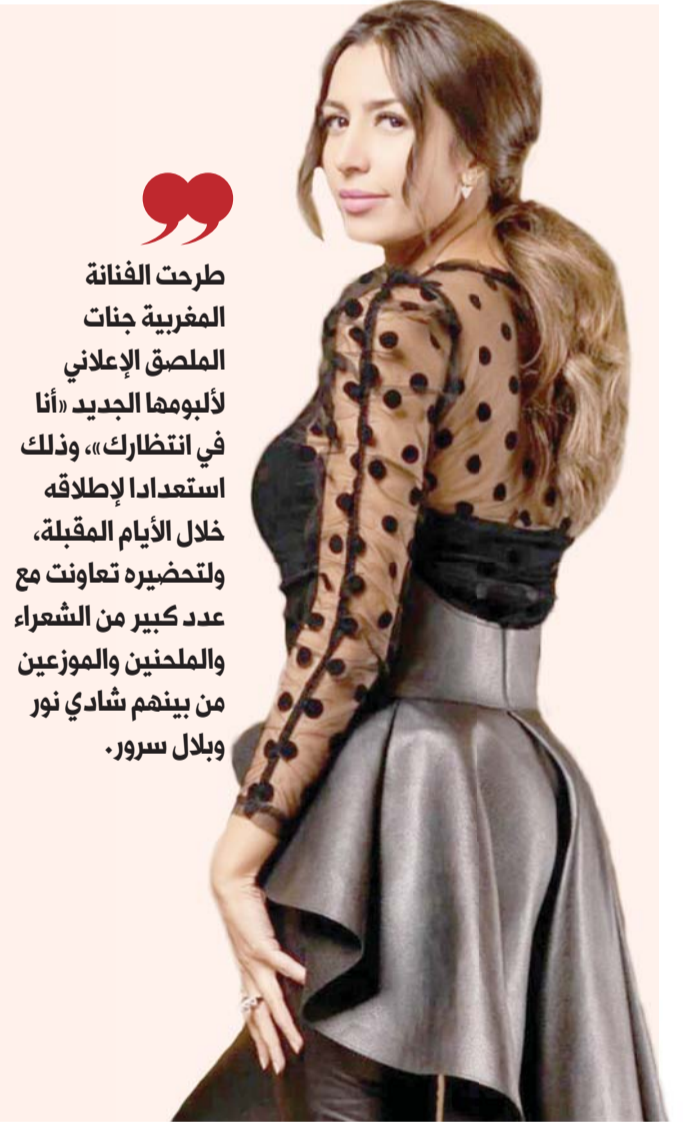 طرحت الفنانة
المغربية جنات
الملصق الإعلاني
لألبومها الجديد «أنا
في انتظارك»، وذلك
استعدادا لإطلاقه
خلال الأيام المقبلة،
ولتحضيره تعاونت مع
عدد كبير من الشعراء
والملحنين والموزعين
من بينهم شادي نور
وبلال سرور.